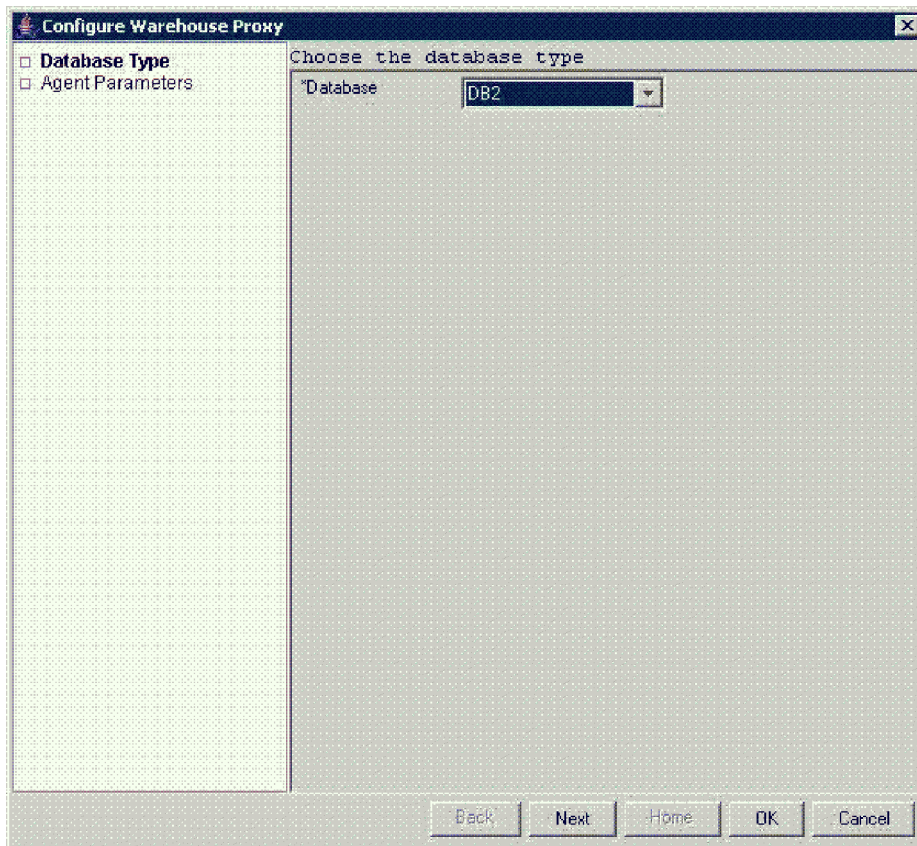 Configure Warehouse Proxy
Database Type
Agent Parameters
Choose the database type
*Database
DB2
Back
Next
Home
OK
Cancel